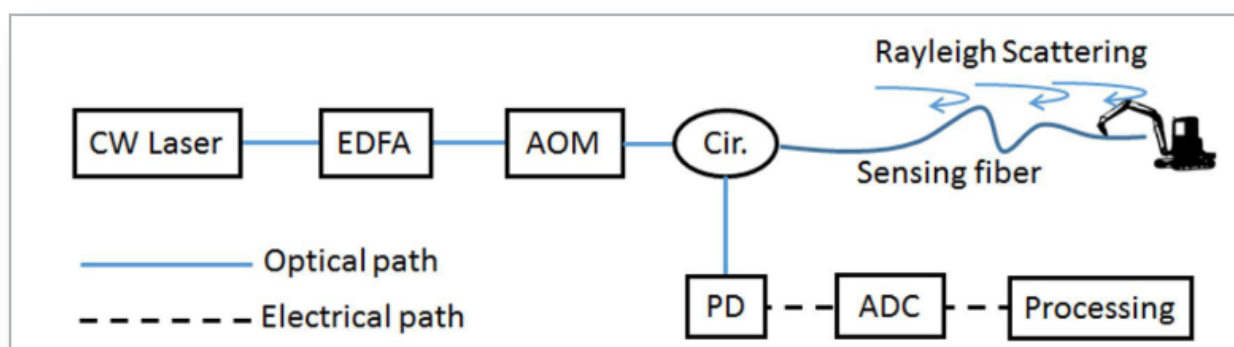 Rayleigh Scattering
CW Laser
EDFA
AOM
Cir.
Sensing fiber
Optical path
Electrical path
PD
ADC
Processing